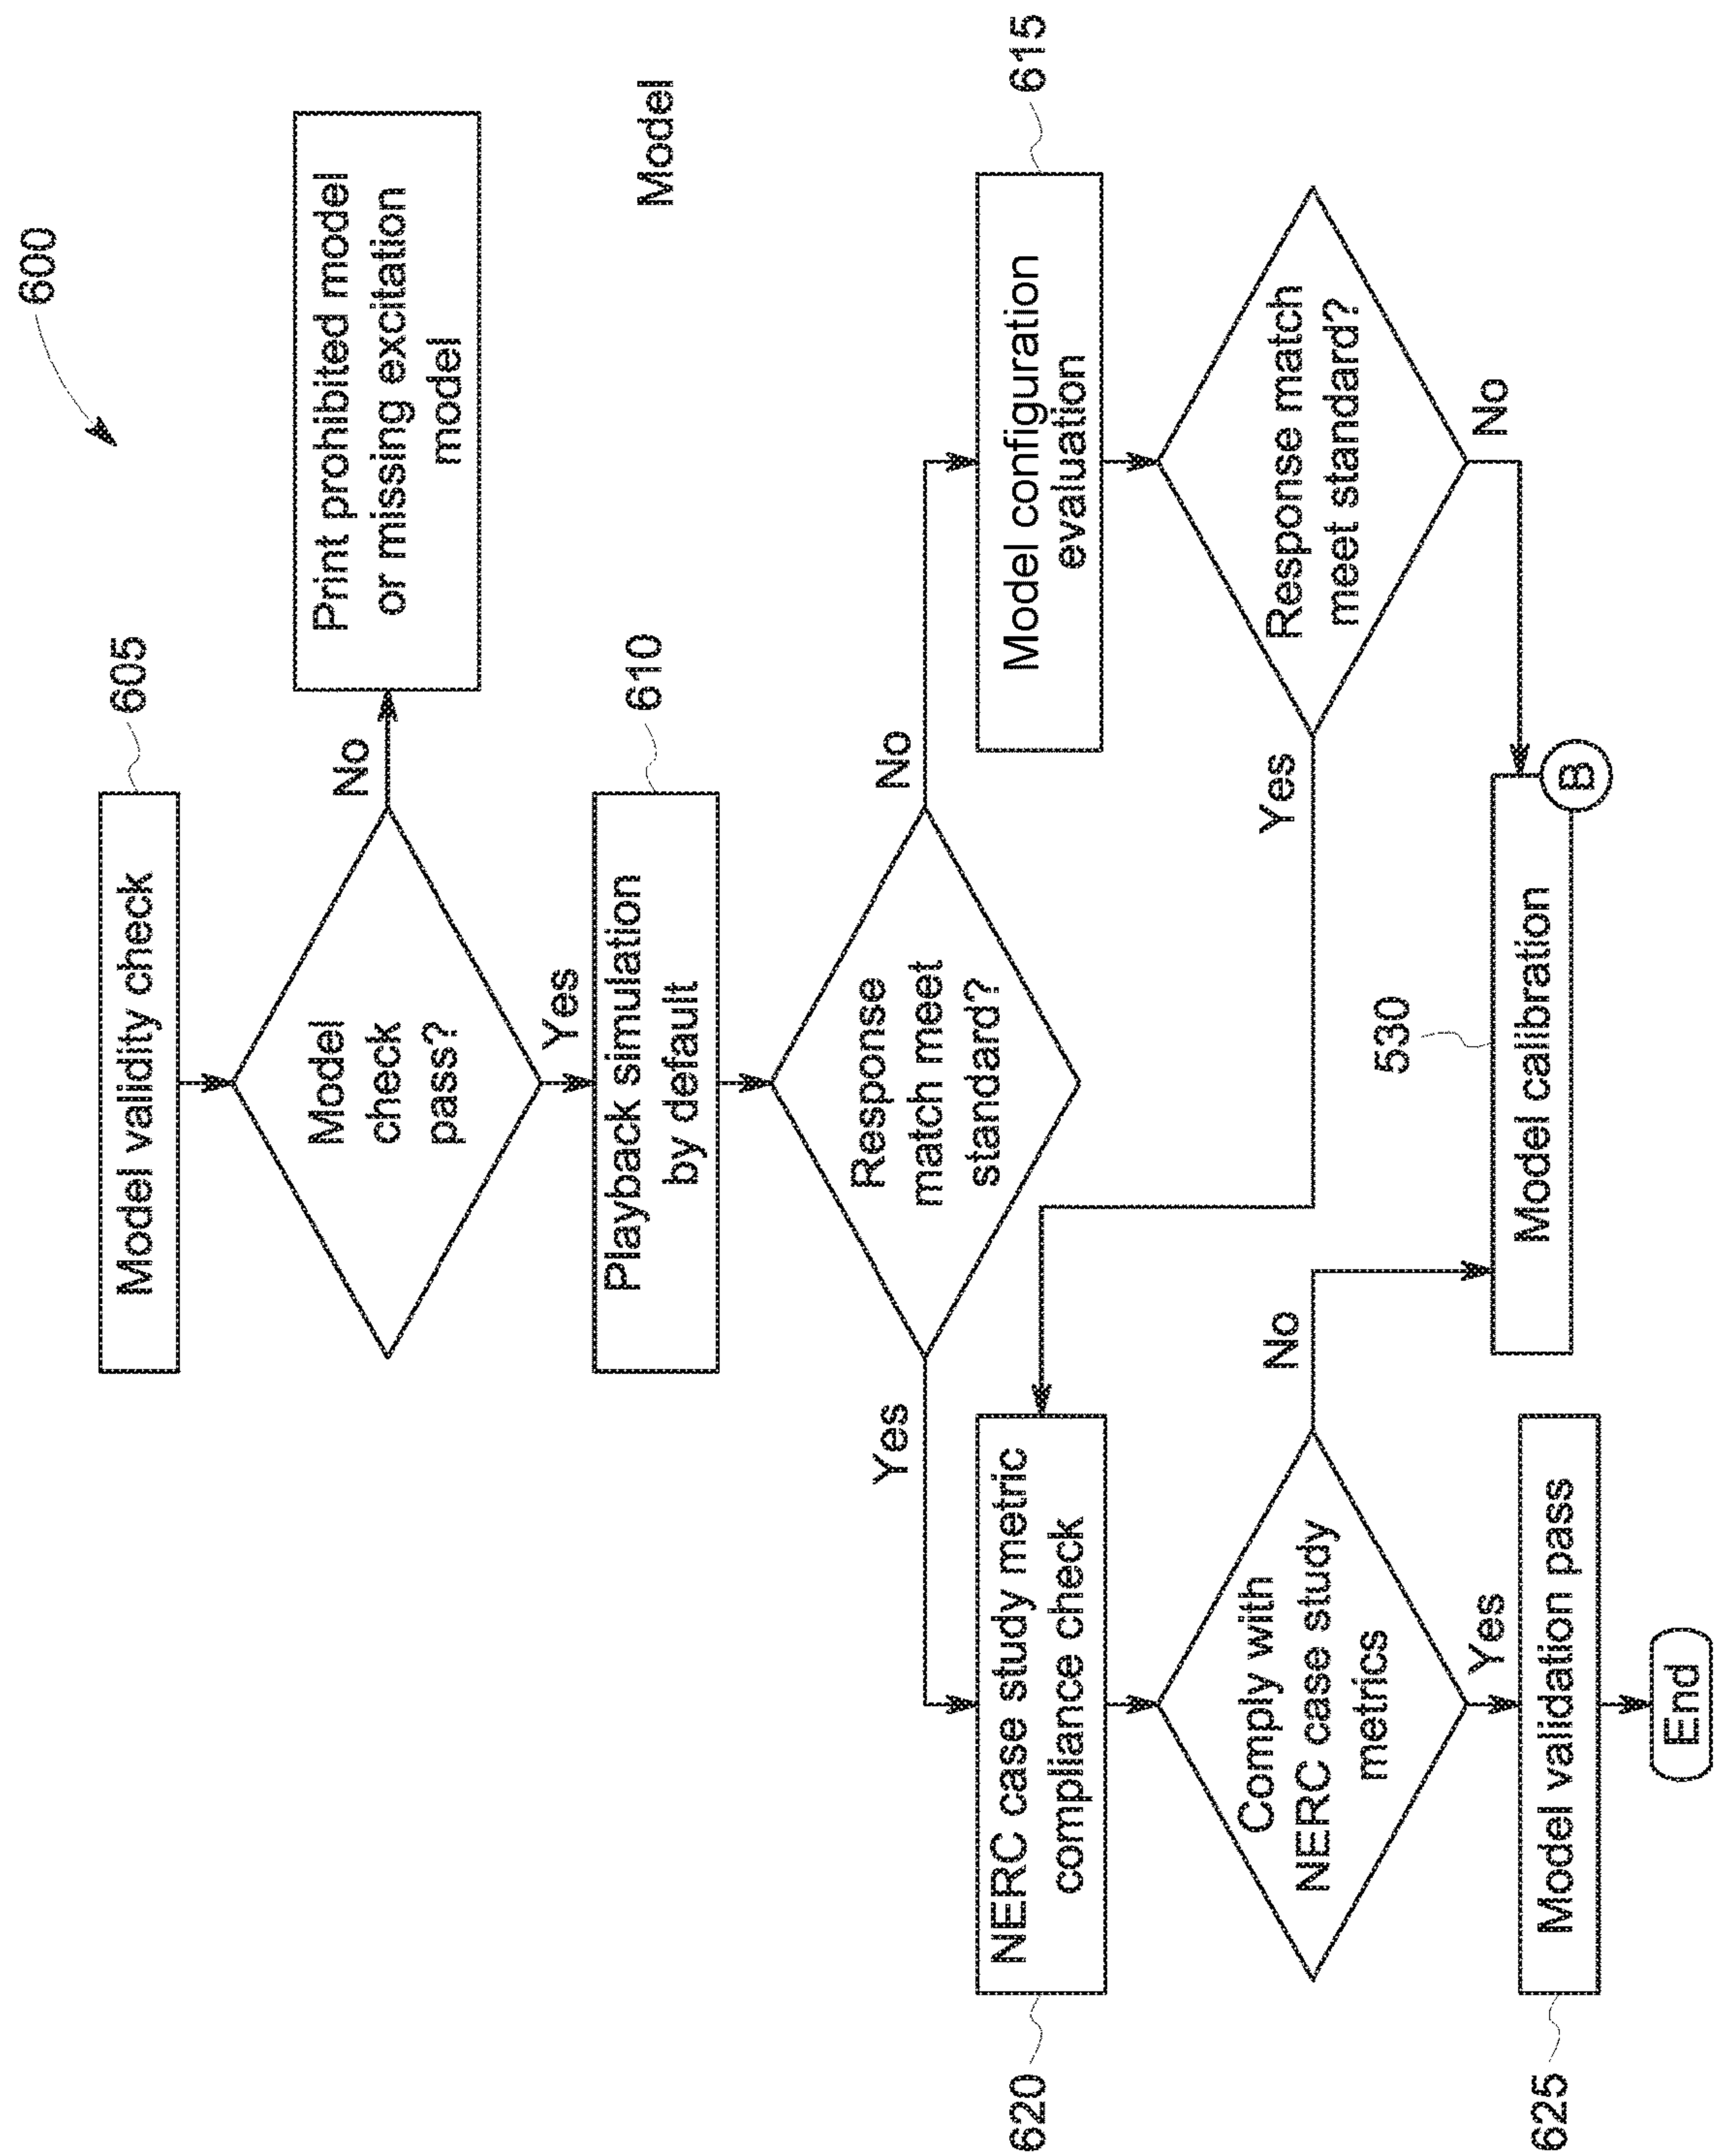 600
Model validity check
605
Model
check
pass?
No
Print prohibited model
or missing excitation
model
Yes
Playback simulation
by default
610
Model
Response
match meet
standard?
Yes
No
NERC case study metric
compliance check
620
Model configuration
evaluation
615
Comply with
NERC case study
metrics
No
Yes
Response match
meet standard?
Yes
No
530
Model calibration
B
Model validation pass
625
End